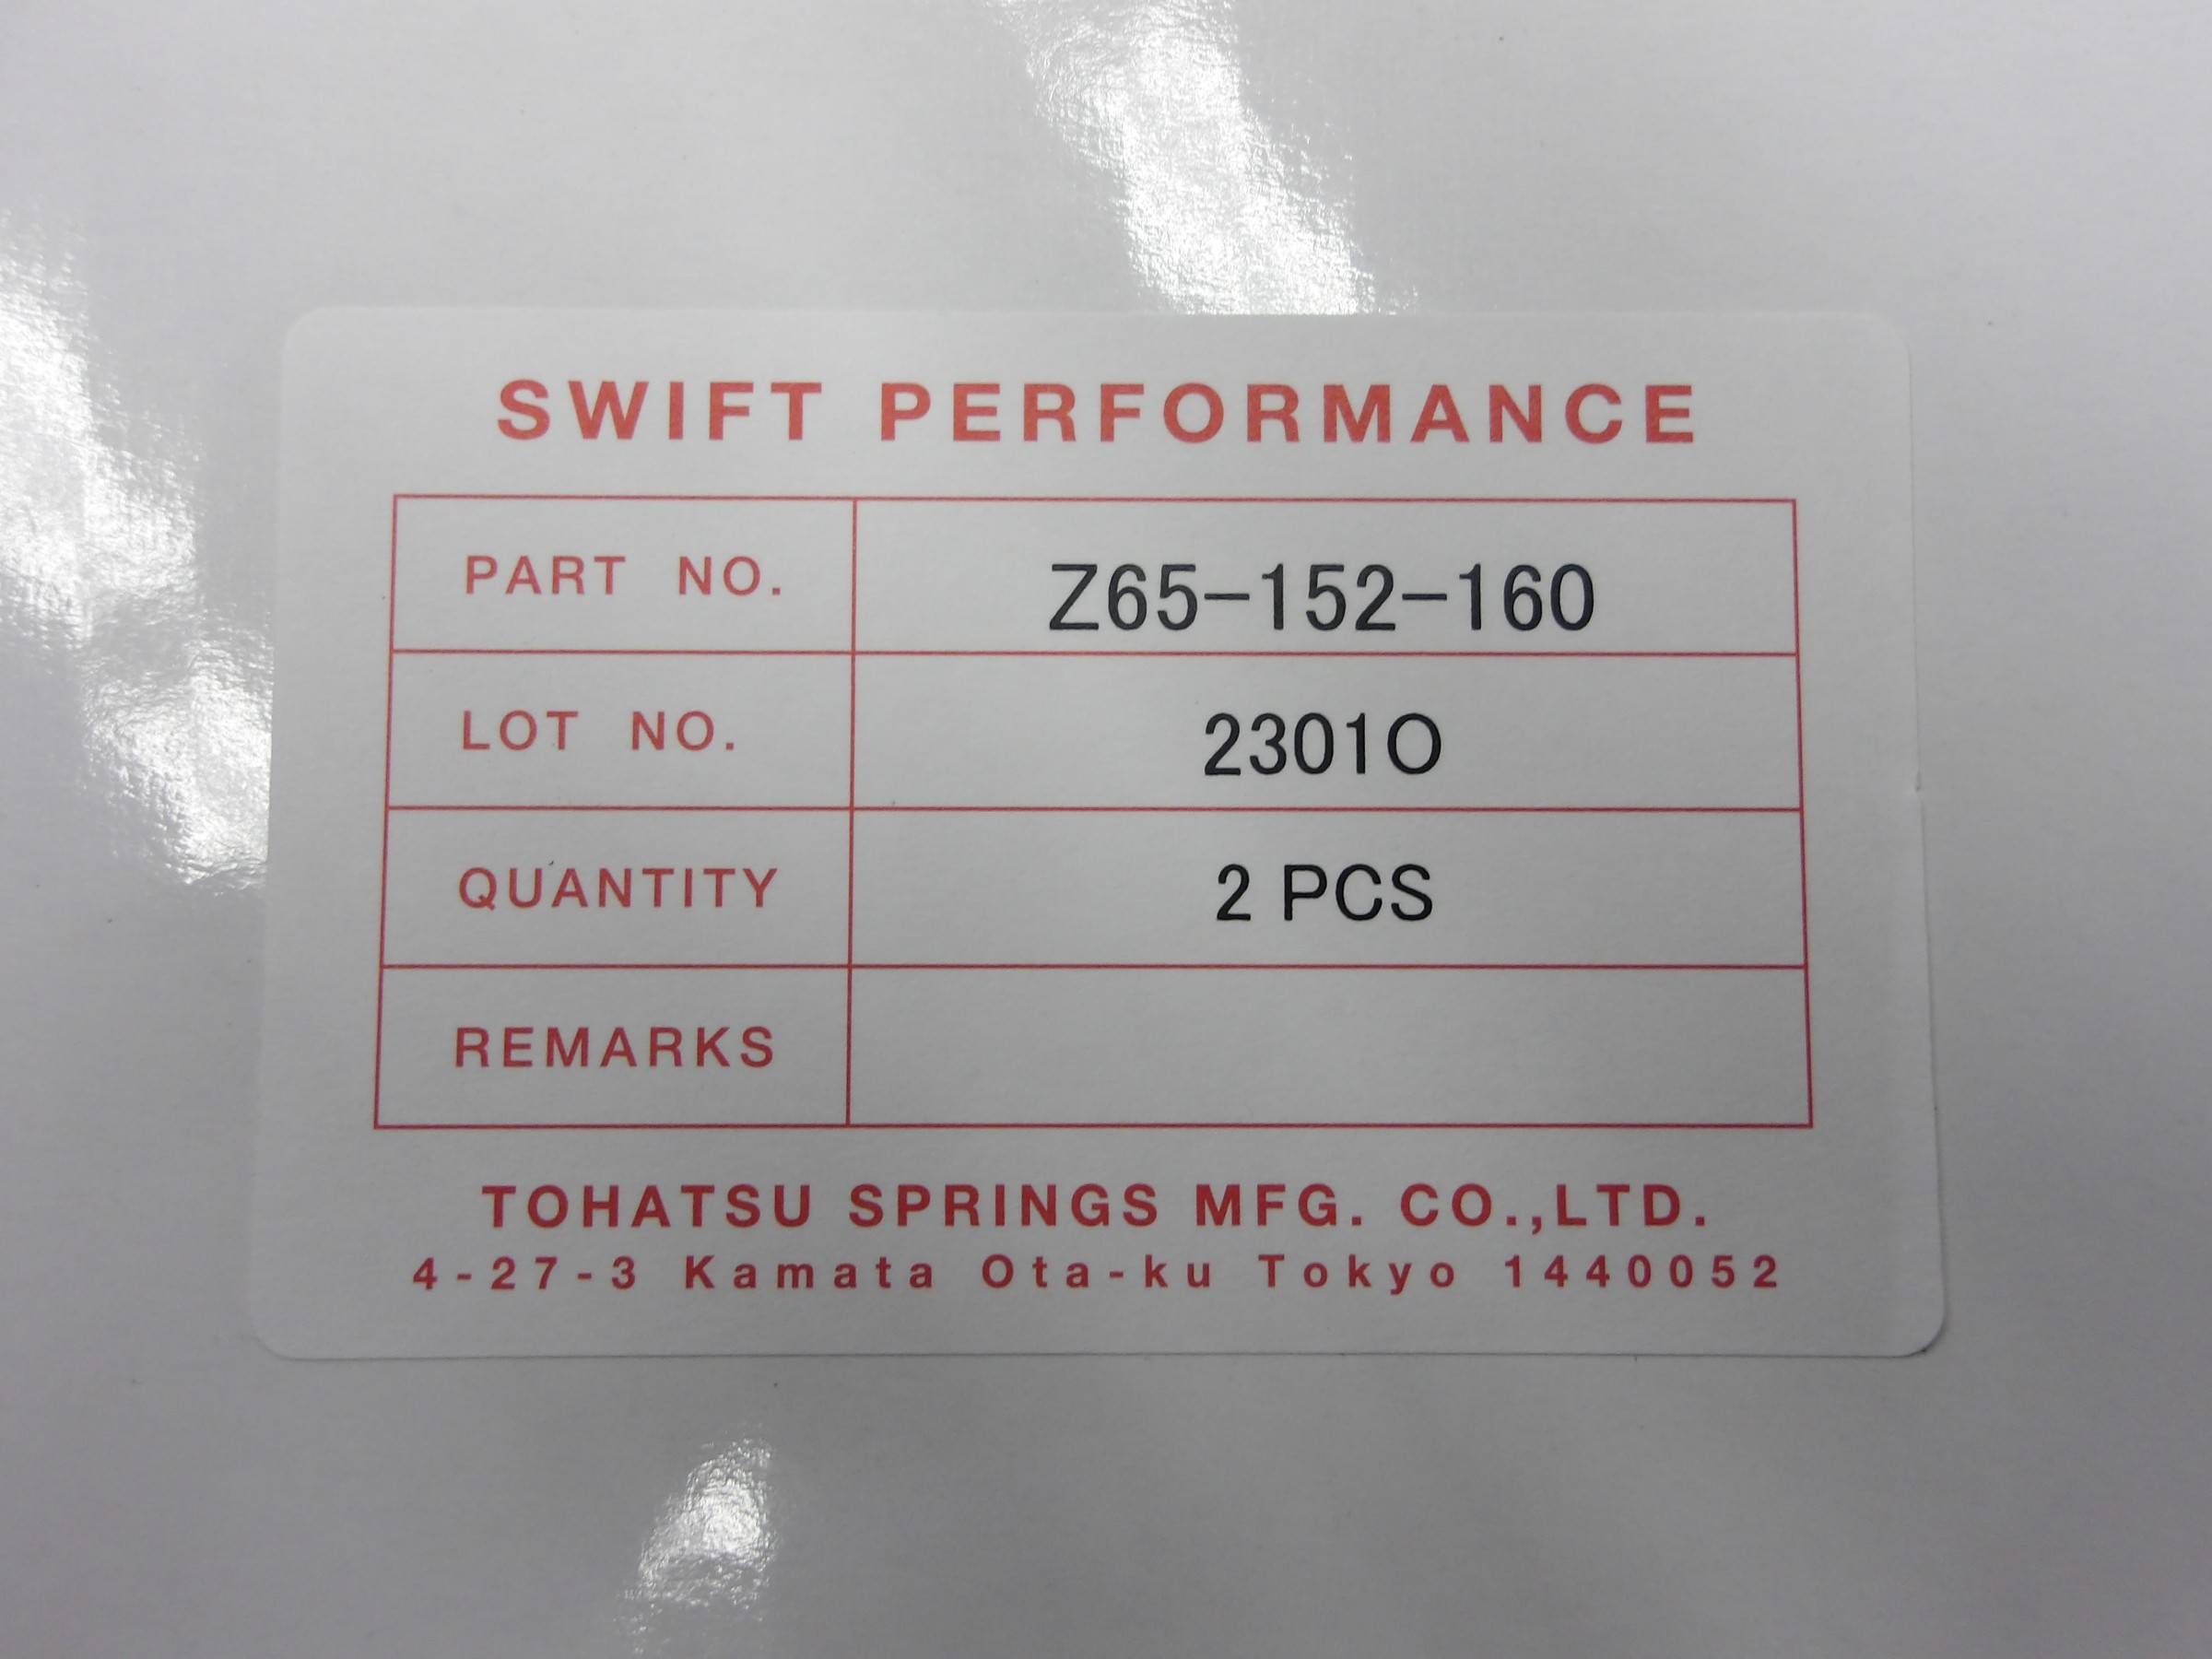 SWIFT PERFORMANCE
PART NO. Z65-152-160
LOT NO. 2301O
QUANTITY 2 PCS
REMARKS
TOHATSU SPRINGS MFG. CO.,LTD.
4-27-3 Kamata Ota-ku Tokyo 1440052